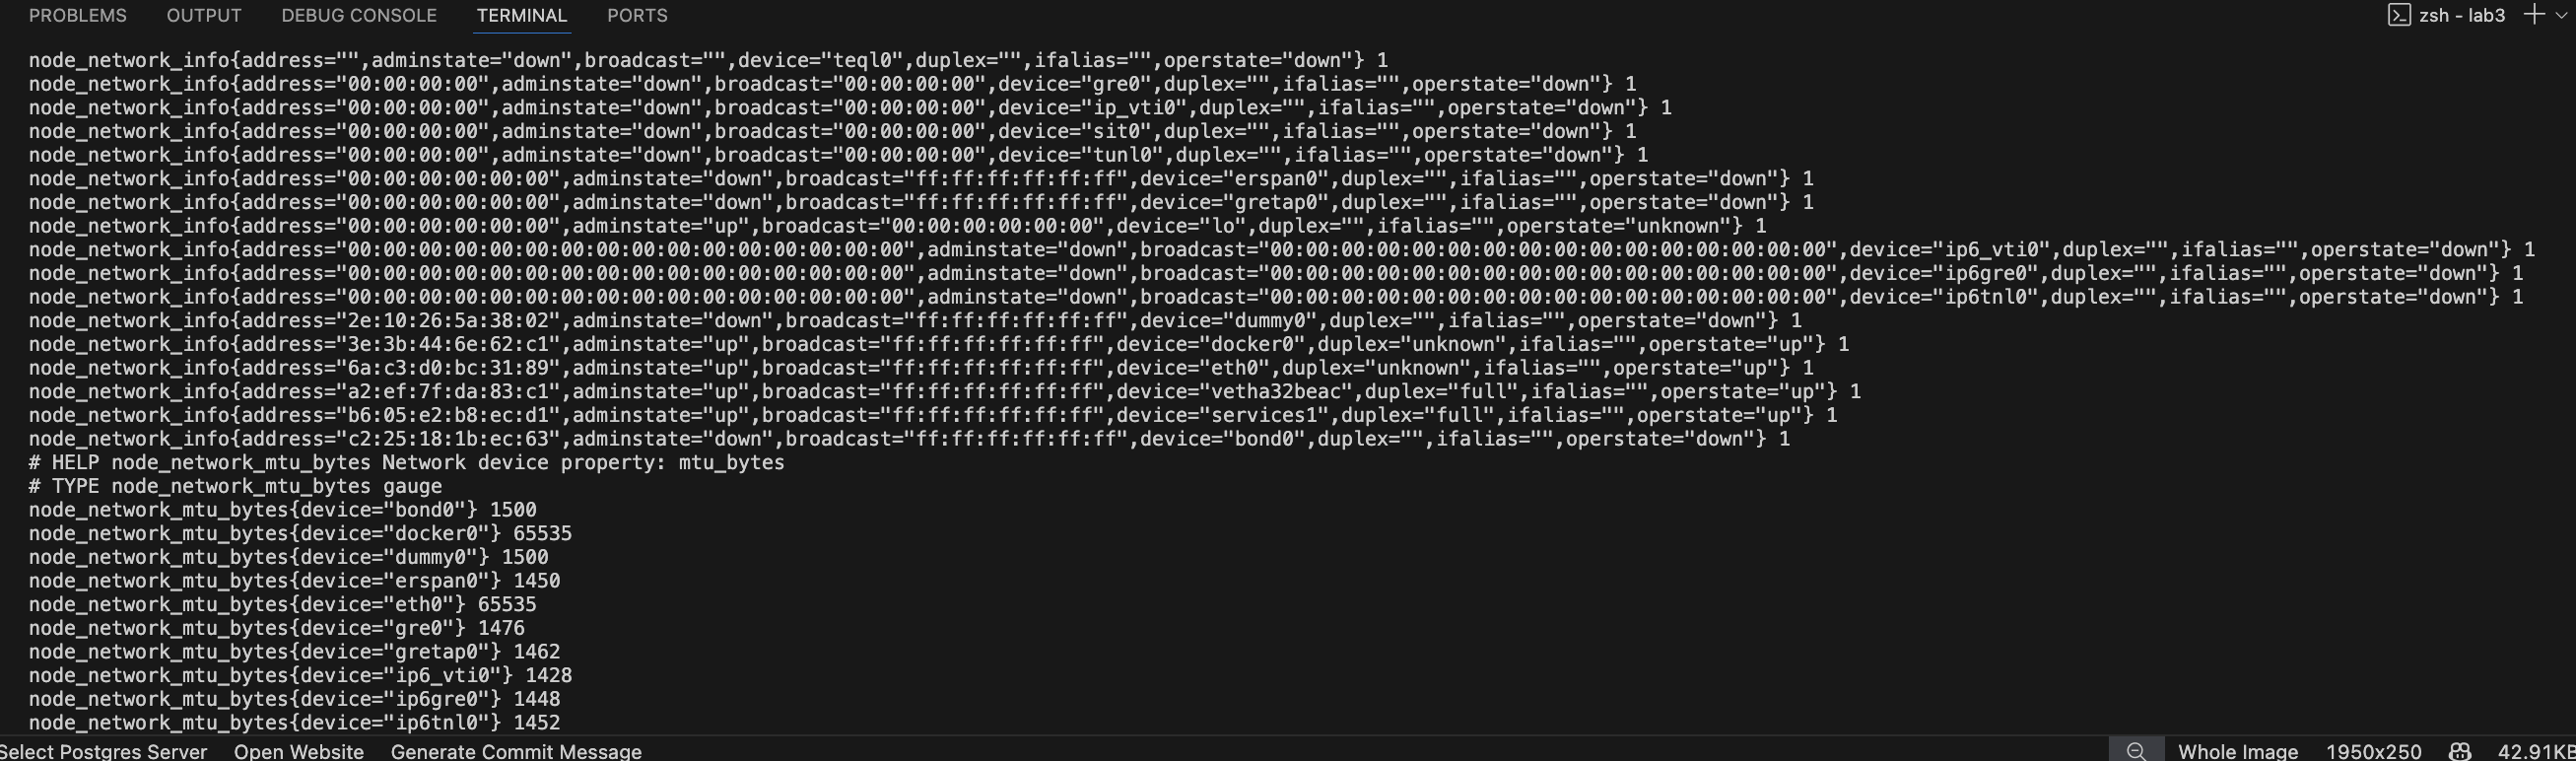 PROBLEMS OUTPUT DEBUG CONSOLE TERMINAL PORTS zsh - lab3
node_network_info{address="",adminstate="down",broadcast="",device="teql0",duplex="",ifalias="",operstate="down"} 1
node_network_info{address="00:00:00:00",adminstate="down",broadcast="00:00:00:00",device="gre0",duplex="",ifalias="",operstate="down"} 1
node_network_info{address="00:00:00:00",adminstate="down",broadcast="00:00:00:00",device="ip_vti0",duplex="",ifalias="",operstate="down"} 1
node_network_info{address="00:00:00:00",adminstate="down",broadcast="00:00:00:00",device="sit0",duplex="",ifalias="",operstate="down"} 1
node_network_info{address="00:00:00:00",adminstate="down",broadcast="00:00:00:00",device="tunl0",duplex="",ifalias="",operstate="down"} 1
node_network_info{address="00:00:00:00:00:00",adminstate="down",broadcast="ff:ff:ff:ff:ff:ff",device="erspan0",duplex="",ifalias="",operstate="down"} 1
node_network_info{address="00:00:00:00:00:00",adminstate="down",broadcast="ff:ff:ff:ff:ff:ff",device="gretap0",duplex="",ifalias="",operstate="down"} 1
node_network_info{address="00:00:00:00:00:00",adminstate="up",broadcast="00:00:00:00:00:00",device="lo",duplex="",ifalias="",operstate="unknown"} 1
node_network_info{address="00:00:00:00:00:00:00:00:00:00:00:00:00:00:00:00",adminstate="down",broadcast="00:00:00:00:00:00:00:00:00:00:00:00:00:00:00:00",device="ip6_vti0",duplex="",ifalias="",operstate="down"} 1
node_network_info{address="00:00:00:00:00:00:00:00:00:00:00:00:00:00:00:00",adminstate="down",broadcast="00:00:00:00:00:00:00:00:00:00:00:00:00:00:00:00",device="ip6gre0",duplex="",ifalias="",operstate="down"} 1
node_network_info{address="00:00:00:00:00:00:00:00:00:00:00:00:00:00:00:00",adminstate="down",broadcast="00:00:00:00:00:00:00:00:00:00:00:00:00:00:00:00",device="ip6tnl0",duplex="",ifalias="",operstate="down"} 1
node_network_info{address="2e:10:26:5a:38:02",adminstate="down",broadcast="ff:ff:ff:ff:ff:ff",device="dummy0",duplex="",ifalias="",operstate="down"} 1
node_network_info{address="3e:3b:44:6e:62:c1",adminstate="up",broadcast="ff:ff:ff:ff:ff:ff",device="docker0",duplex="unknown",ifalias="",operstate="up"} 1
node_network_info{address="6a:c3:d0:bc:31:89",adminstate="up",broadcast="ff:ff:ff:ff:ff:ff",device="eth0",duplex="unknown",ifalias="",operstate="up"} 1
node_network_info{address="a2:ef:7f:da:83:c1",adminstate="up",broadcast="ff:ff:ff:ff:ff:ff",device="vetha32beac",duplex="full",ifalias="",operstate="up"} 1
node_network_info{address="b6:05:e2:b8:ec:d1",adminstate="up",broadcast="ff:ff:ff:ff:ff:ff",device="services1",duplex="full",ifalias="",operstate="up"} 1
node_network_info{address="c2:25:18:1b:ec:63",adminstate="down",broadcast="ff:ff:ff:ff:ff:ff",device="bond0",duplex="",ifalias="",operstate="down"} 1
# HELP node_network_mtu_bytes Network device property: mtu_bytes
# TYPE node_network_mtu_bytes gauge
node_network_mtu_bytes{device="bond0"} 1500
node_network_mtu_bytes{device="docker0"} 65535
node_network_mtu_bytes{device="dummy0"} 1500
node_network_mtu_bytes{device="erspan0"} 1450
node_network_mtu_bytes{device="eth0"} 65535
node_network_mtu_bytes{device="gre0"} 1476
node_network_mtu_bytes{device="gretap0"} 1462
node_network_mtu_bytes{device="ip6_vti0"} 1428
node_network_mtu_bytes{device="ip6gre0"} 1448
node_network_mtu_bytes{device="ip6tnl0"} 1452
Select Postgres Server Open Website Generate Commit Message Whole Image 1950x250 42.91KB